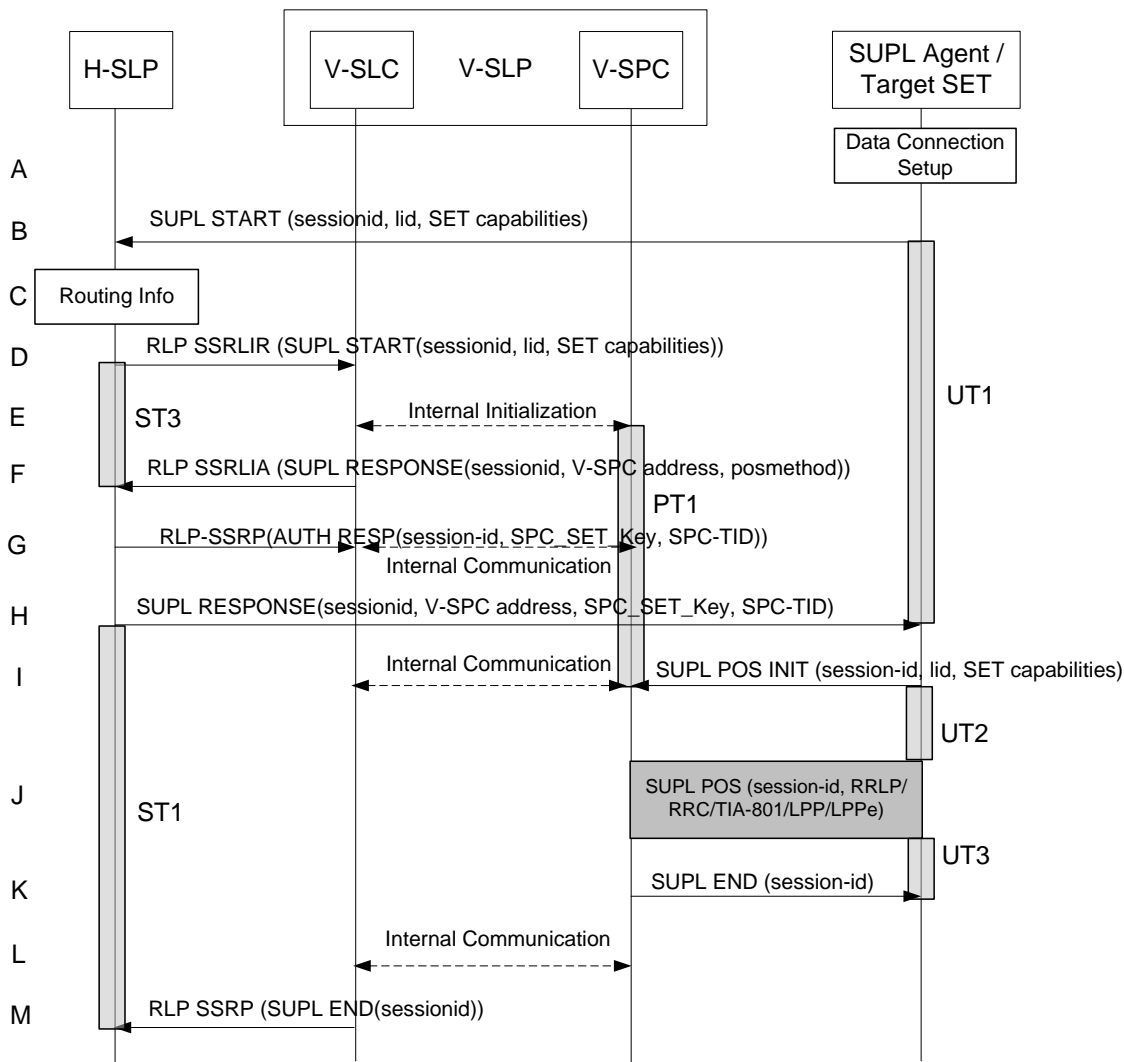 H-SLP
V-SLC
V-SLP
V-SPC
SUPL Agent /
Target SET
A
Data Connection
Setup
B
SUPL START (sessionid, lid, SET capabilities)
C
Routing Info
D
RLP SSRLIR (SUPL START(sessionid, lid, SET capabilities))
UT1
E
ST3
Internal Initialization
F
RLP SSRLIA (SUPL RESPONSE(sessionid, V-SPC address, posmethod))
PT1
G
RLP-SSRP(AUTH RESP(session-id, SPC_SET_Key, SPC-TID))
Internal Communication
H
SUPL RESPONSE(sessionid, V-SPC address, SPC_SET_Key, SPC-TID)
I
Internal Communication
SUPL POS INIT (session-id, lid, SET capabilities)
UT2
J
ST1
SUPL POS (session-id, RRLP/
RRC/TIA-801/LPP/LPPe)
UT3
K
SUPL END (session-id)
L
Internal Communication
M
RLP SSRP (SUPL END(sessionid))